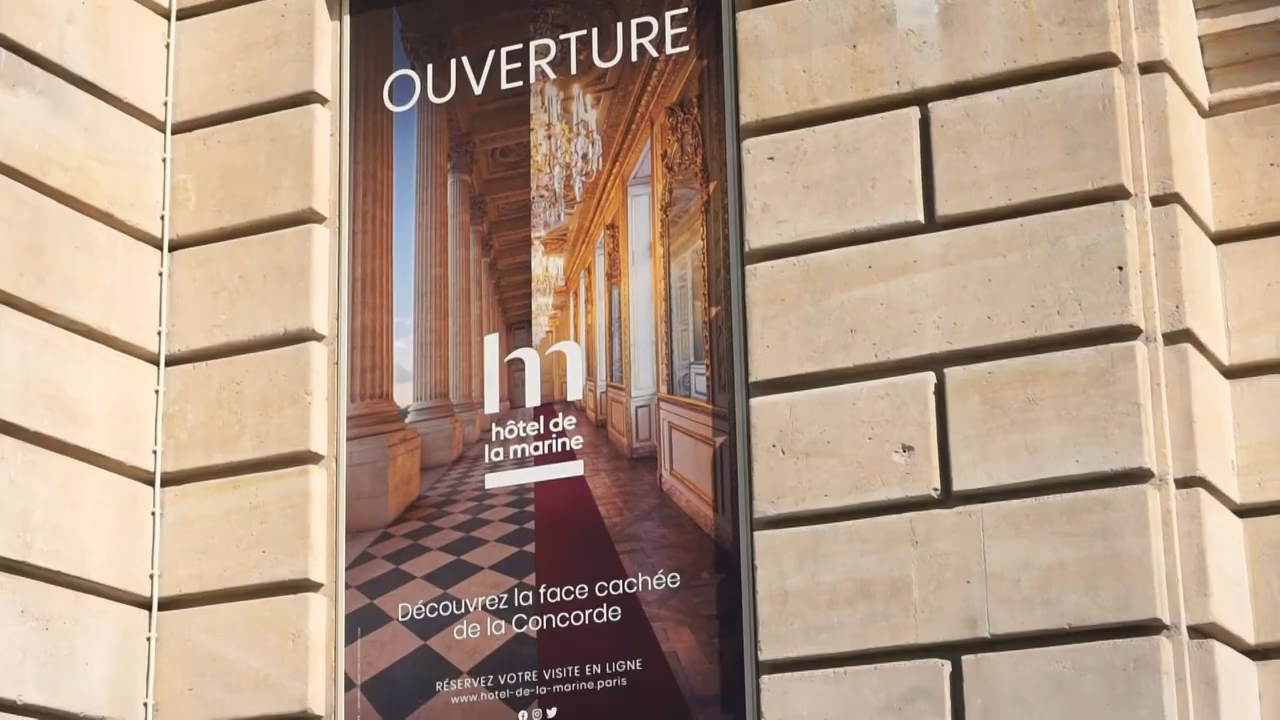 OUVERTURE
hm
hôtel de
la marine
Découvrez la face cachée
de la Concorde
RÉSERVEZ VOTRE VISITE EN LIGNE
www.hotel-de-la-marine.paris